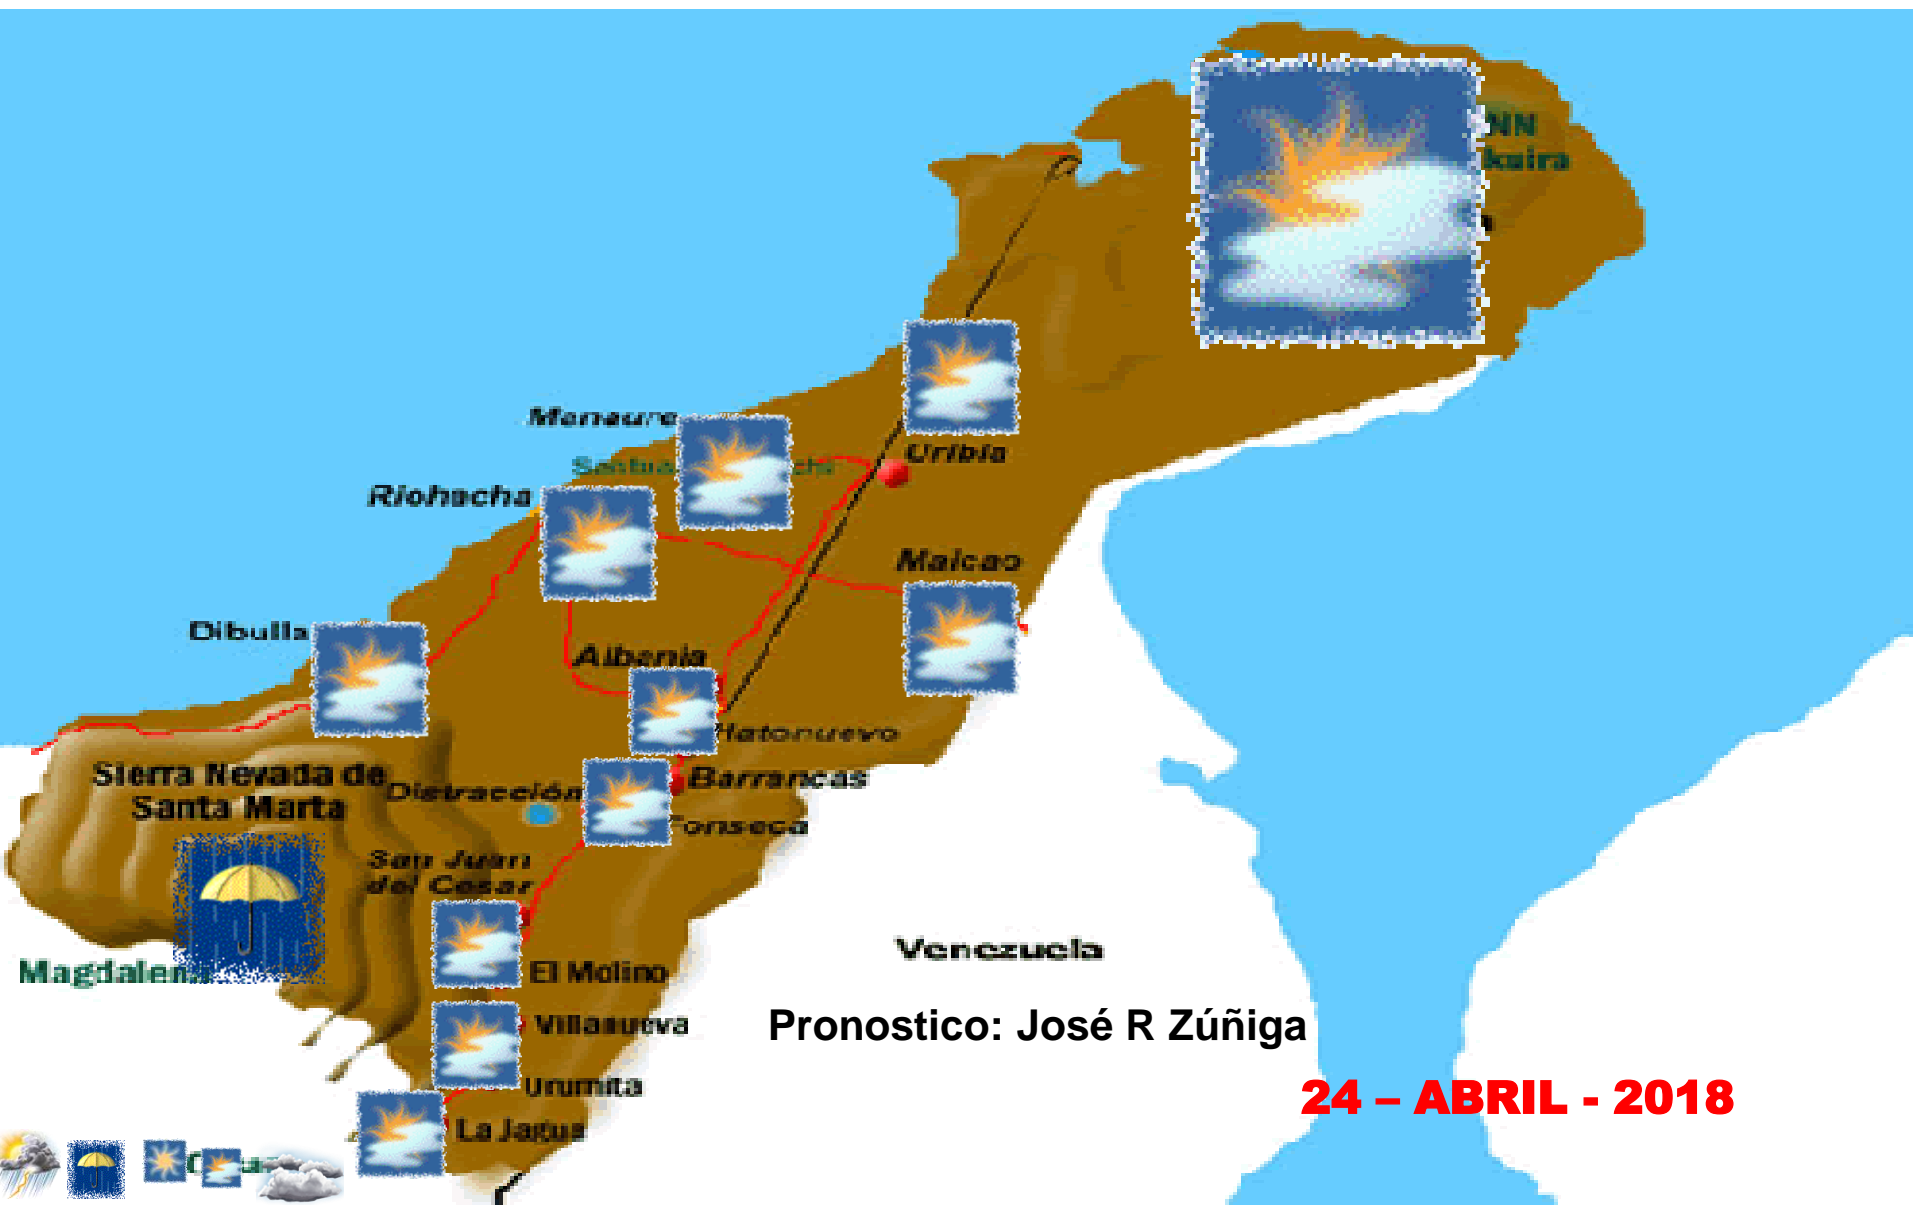 NN
kuira
Manaure
Uribia
Riohacha
Maicao
Dibulla
Albania
Hatonuevo
Sierra Nevada de
Santa Marta
Distracción
Barrancas
Fonseca
San Juan
del Cesar
Magdalena
El Molino
Venezuela
Villanueva
Pronostico: José R Zúñiga
Urumita
24 – ABRIL - 2018
La Jagua